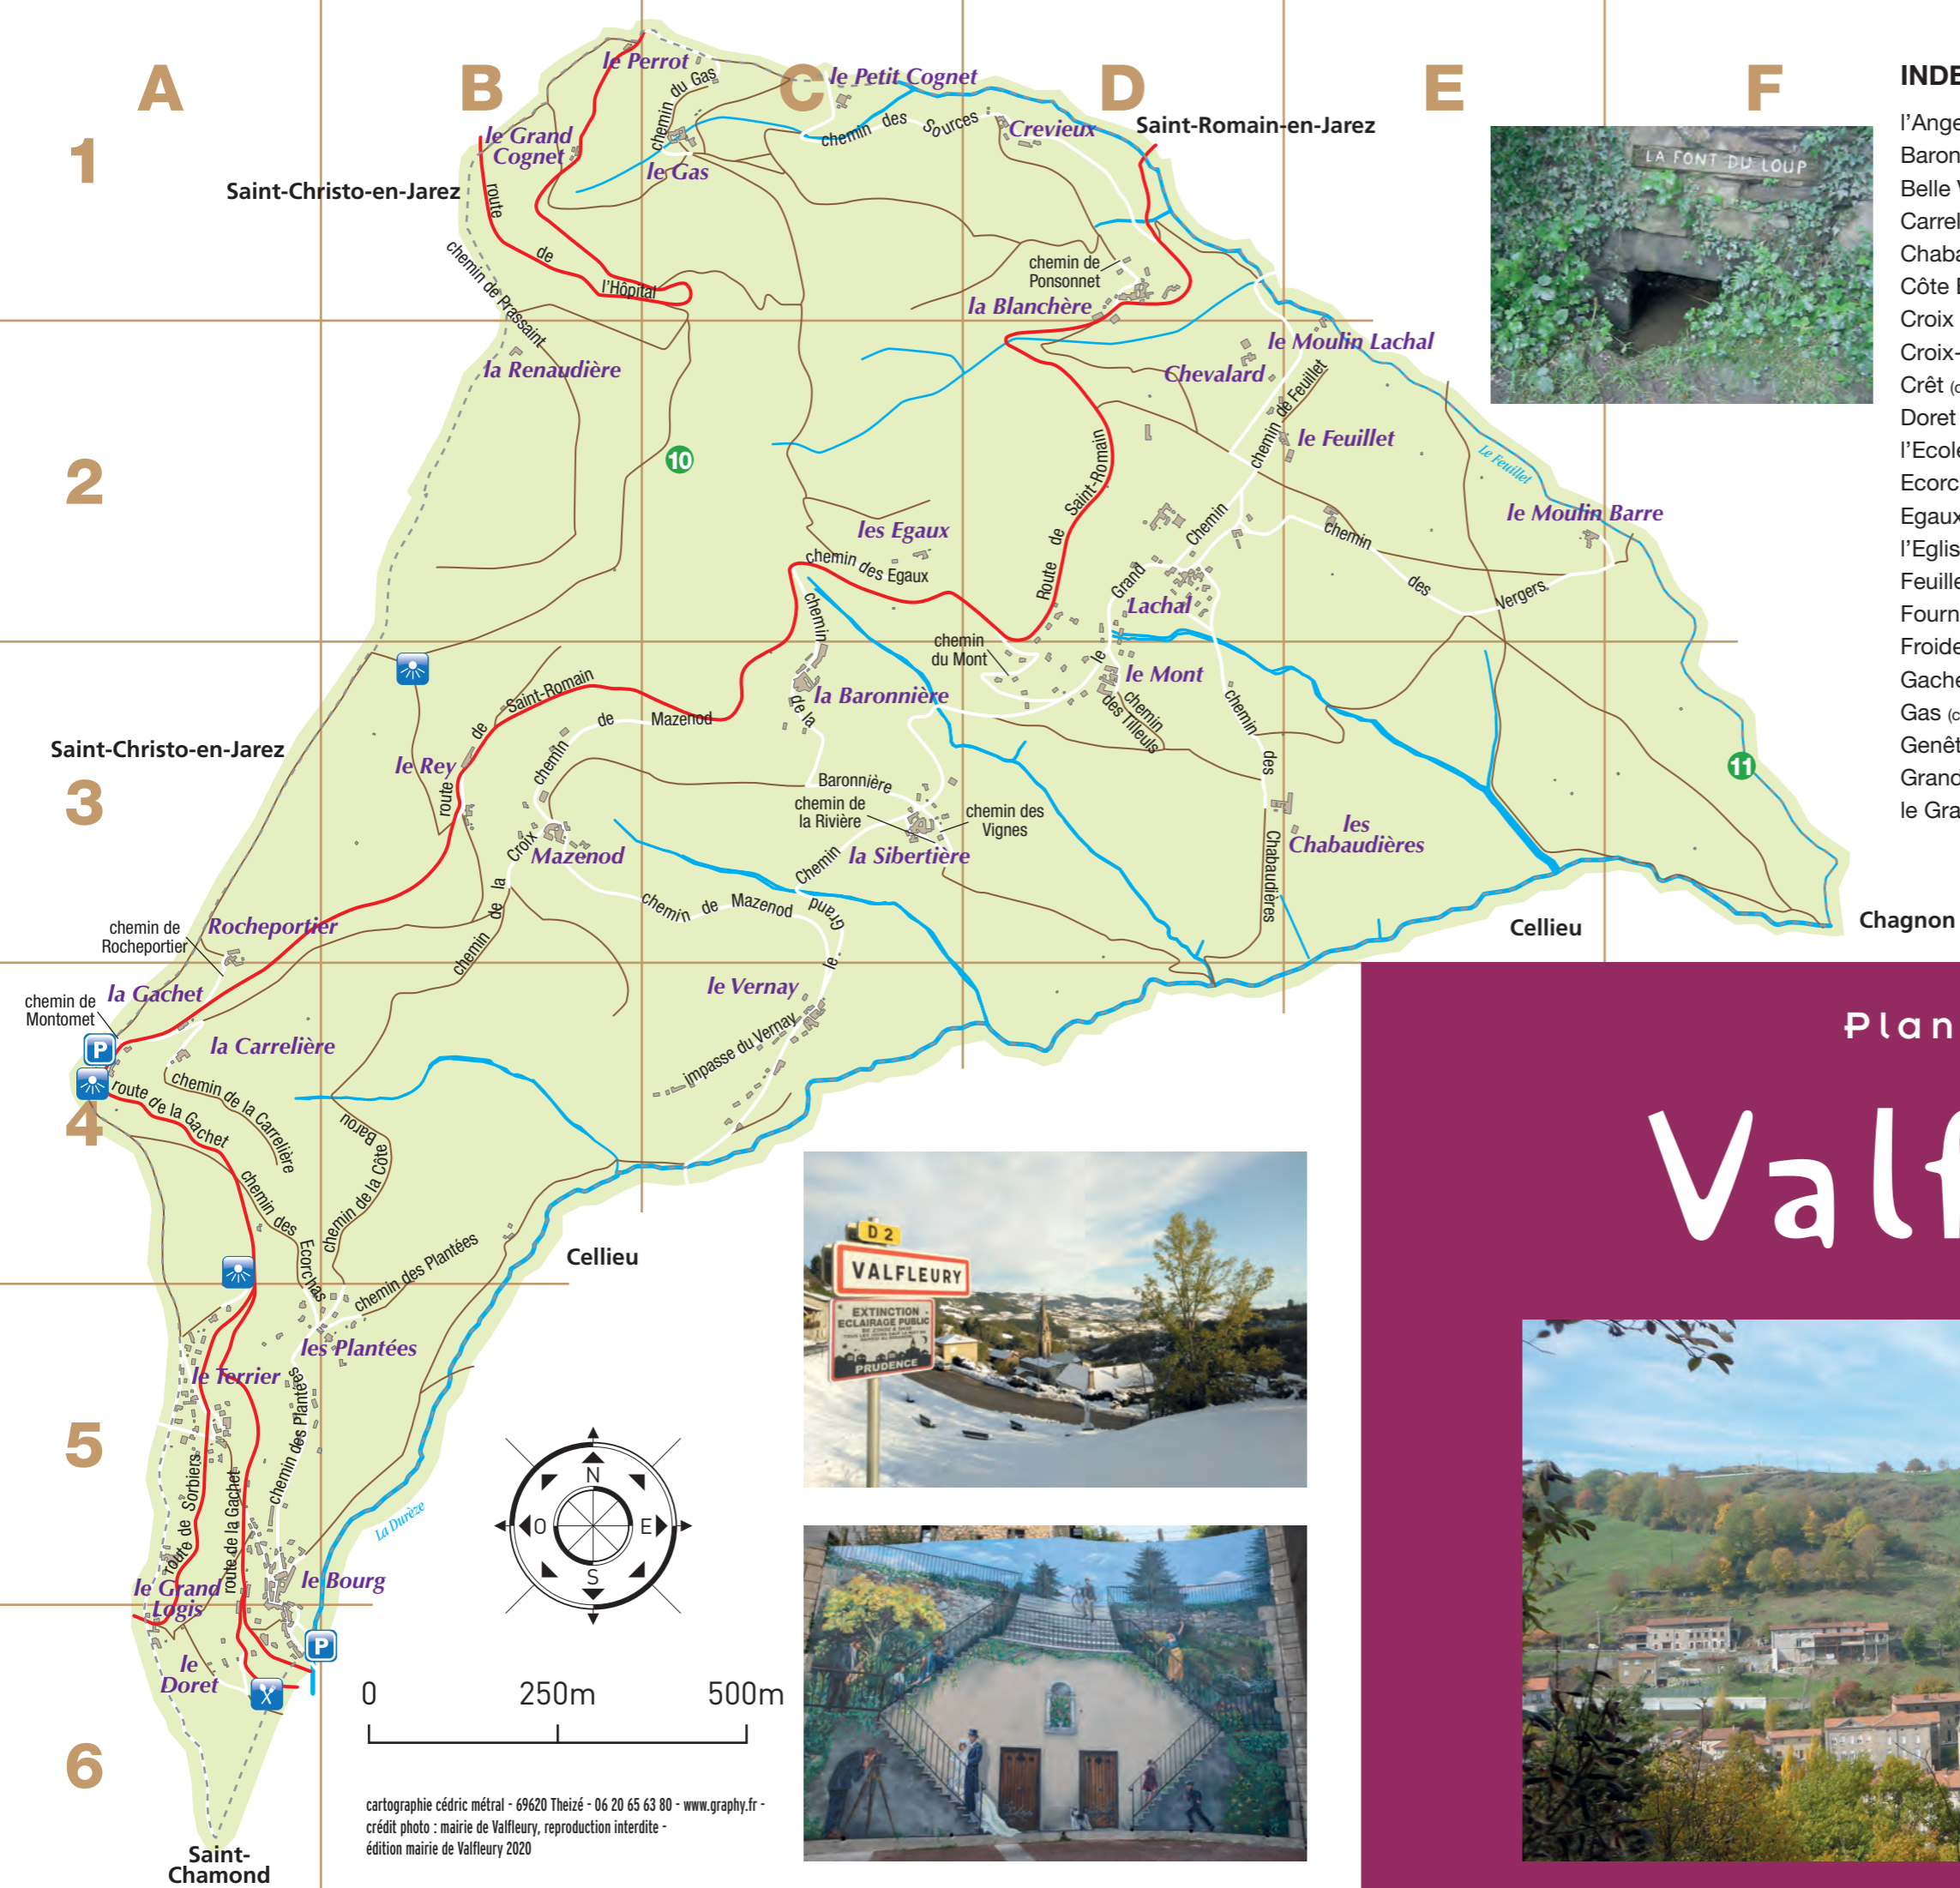 A
B
C
D
E
F
1
2
3
4
5
6
le Perrot
le Petit Cognet
chemin du Gas
le Grand
Cognet
le Gas
chemin des Sources
Crevieux
Saint-Romain-en-Jarez
Saint-Christo-en-Jarez
route de l'Hôpital
chemin de Prassaint
chemin de
Ponsonnet
la Blanchère
la Renaudière
le Moulin Lachal
Chevalard
chemin de Feuillet
le Feuillet
Le Feuillet
10
Route de Saint-Romain
les Egaux
chemin des Egaux
le Grand Chemin
chemin des Vergers
le Moulin Barre
Lachal
chemin
du Mont
le Mont
chemin
des Tilleuls
chemin de la Baronnière
la Baronnière
route de Saint-Romain
chemin de Mazenod
Saint-Christo-en-Jarez
le Rey
chemin de
la Rivière
chemin des
Vignes
la Sibertière
chemin des Chabaudières
les
Chabaudières
11
Mazenod
chemin de la Croix
chemin de Mazenod
le Grand Chemin
chemin de
Rocheportier
Rocheportier
Cellieu
Chagnon
chemin de
Montomet
la Gachet
P
la Carrelière
le Vernay
impasse du Vernay
route de la Gachet
chemin de la Carrelière
chemin de la Côte Barou
chemin des Ecorchas
chemin des Plantées
Cellieu
les Plantées
le Terrier
chemin des Plantées
route de Sorbiers
route de la Gachet
La Durèze
le Grand
Logis
le Bourg
P
le
Doret
Saint-
Chamond
N
O
E
S
0 250m 500m
cartographie cédric métral - 69620 Theizé - 06 20 65 63 80 - www.graphy.fr -
crédit photo : mairie de Valfleury, reproduction interdite -
édition mairie de Valfleury 2020
LA FONT DU LOUP
D 2
VALFLEURY
EXTINCTION
ECLAIRAGE PUBLIC
PRUDENCE
INDE
l'Ange
Baron
Belle V
Carrel
Chaba
Côte B
Croix
Croix-
Crêt (c
Doret
l'Ecole
Ecorc
Egaux
l'Eglis
Feuille
Fourn
Froide
Gache
Gas (c
Genêt
Grand
le Gra
Plan
Valf